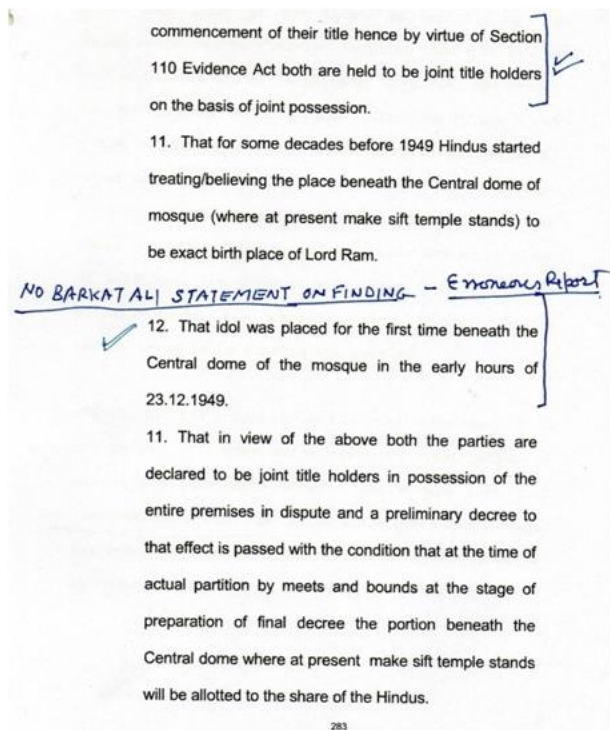 commencement of their title hence by virtue of Section
110 Evidence Act both are held to be joint title holders
on the basis of joint possession.
11. That for some decades before 1949 Hindus started
treating/believing the place beneath the Central dome of
mosque (where at present make sift temple stands) to
be exact birth place of Lord Ram.
NO BARKAT ALI STATEMENT ON FINDING - Erroneous Report
12. That idol was placed for the first time beneath the
Central dome of the mosque in the early hours of
23.12.1949.
11. That in view of the above both the parties are
declared to be joint title holders in possession of the
entire premises in dispute and a preliminary decree to
that effect is passed with the condition that at the time of
actual partition by meets and bounds at the stage of
preparation of final decree the portion beneath the
Central dome where at present make sift temple stands
will be allotted to the share of the Hindus.
283